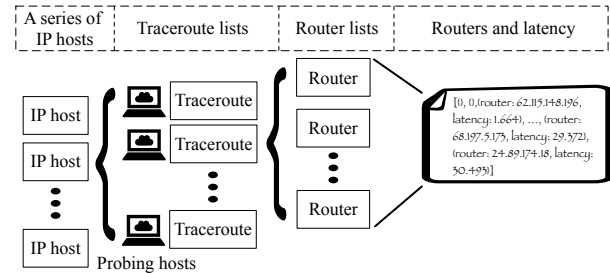 A series of
IP hosts
Traceroute lists
Router lists
Routers and latency
IP host
IP host
IP host
Traceroute
Traceroute
Traceroute
Probing hosts
Router
Router
Router
[0, 0,(router: 62.115.148.196,
latency: 1.664), ..., (router:
68.197.5.173, latency: 29.372),
(router: 24.89.174.18, latency:
30.493)]